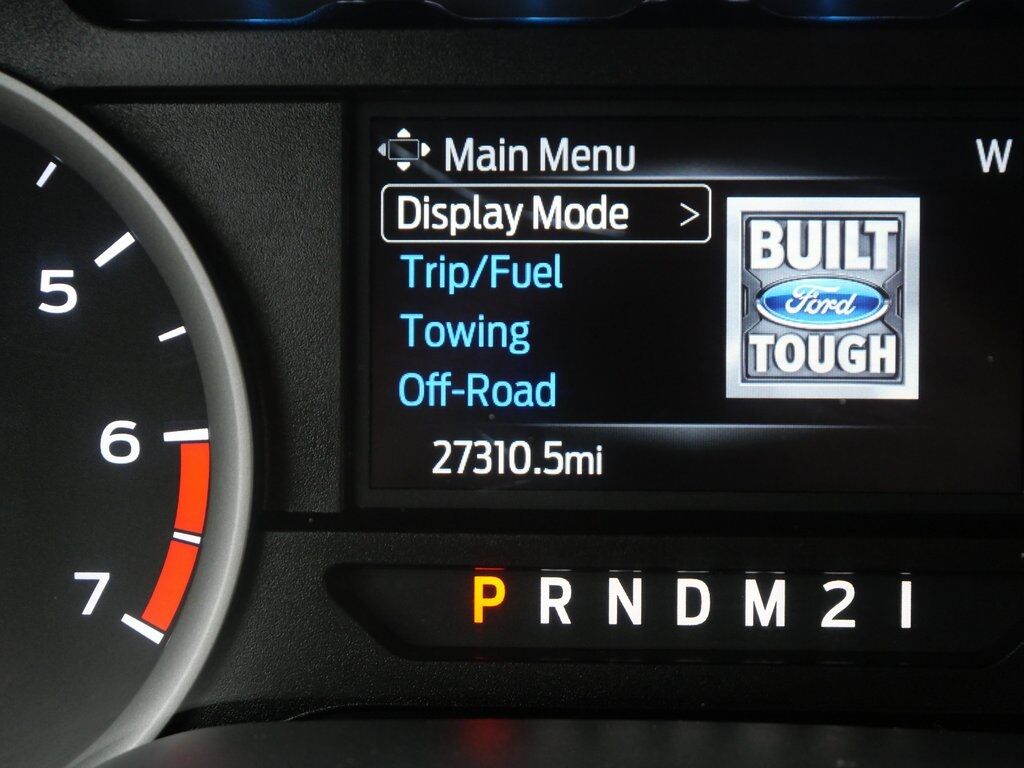 Main Menu W
Display Mode >
Trip/Fuel
Towing
Off-Road
27310.5mi
BUILT
Ford
TOUGH
5
6
7
P R N D M 2 1